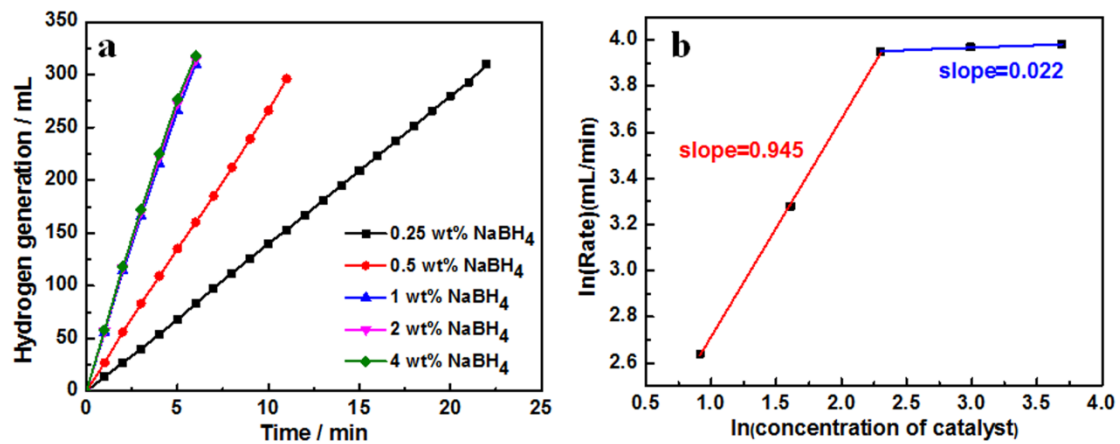 a
Hydrogen generation / mL
350
300
250
200
150
100
50
0
0.25 wt% NaBH4
0.5 wt% NaBH4
1 wt% NaBH4
2 wt% NaBH4
4 wt% NaBH4
0 5 10 15 20 25
Time / min
b
ln(Rate)(mL/min)
4.0
3.8
3.6
3.4
3.2
3.0
2.8
2.6
slope=0.022
slope=0.945
0.5 1.0 1.5 2.0 2.5 3.0 3.5 4.0
ln(concentration of catalyst)